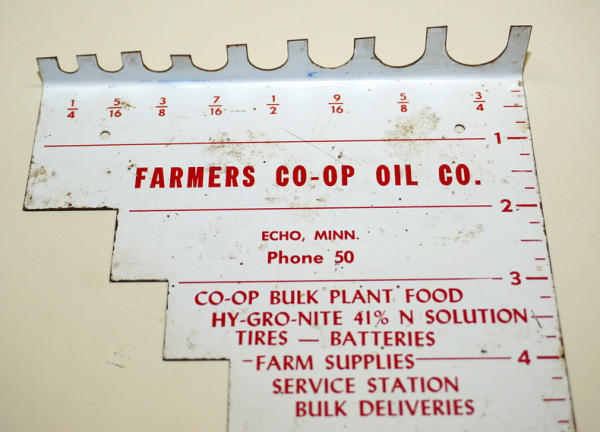 1/4 5/16 3/8 7/16 1/2 9/16 5/8 3/4
1
FARMERS CO-OP OIL CO.
2
ECHO, MINN.
Phone 50
3
CO-OP BULK PLANT FOOD
HY-GRO-NITE 41% N SOLUTION
TIRES — BATTERIES
FARM SUPPLIES 4
SERVICE STATION
BULK DELIVERIES